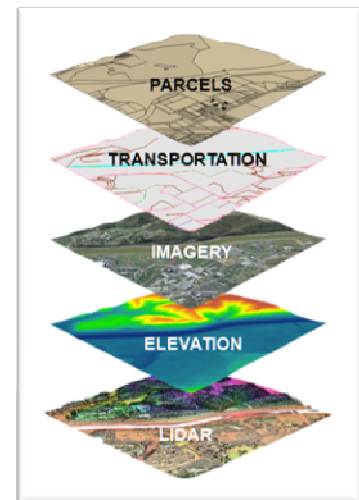 PARCELS
TRANSPORTATION
IMAGERY
ELEVATION
LIDAR